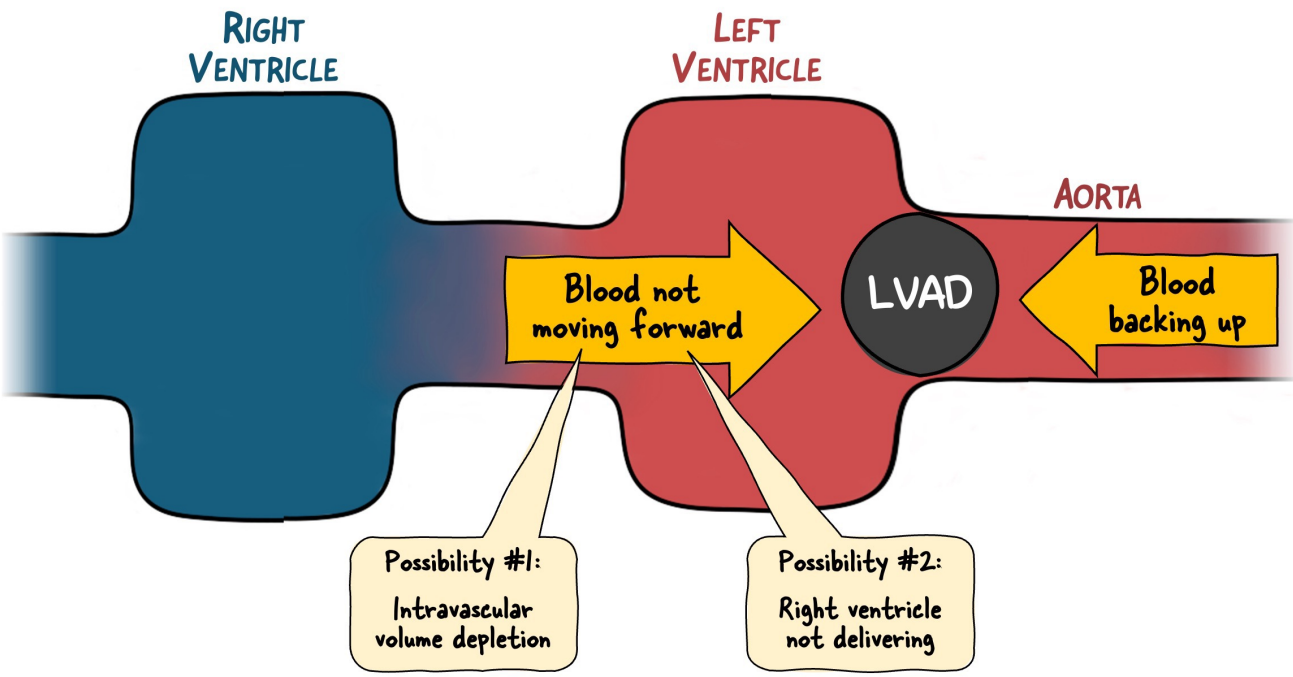 RIGHT
VENTRICLE
LEFT
VENTRICLE
AORTA
Blood not
moving forward
LVAD
Blood
backing up
Possibility #1:
Intravascular
volume depletion
Possibility #2:
Right ventricle
not delivering